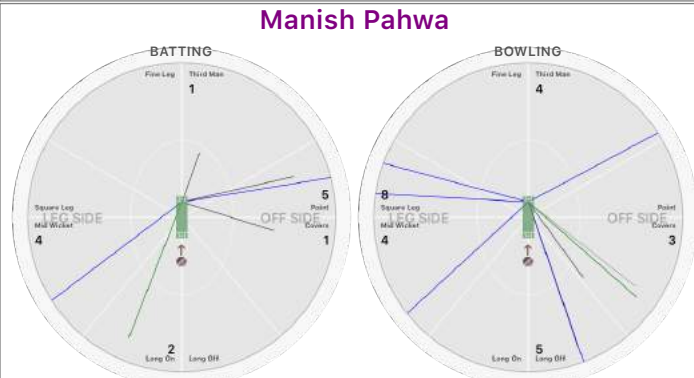 Manish Pahwa
BATTING
Fine Leg Third Man
1
5
Square Leg Point
LEG SIDE OFF SIDE
Mid Wicket Covers
4 1
2
Long On Long Off
BOWLING
Fine Leg Third Man
4
8
Square Leg Point
LEG SIDE OFF SIDE
Mid Wicket Covers
4 3
5
Long On Long Off